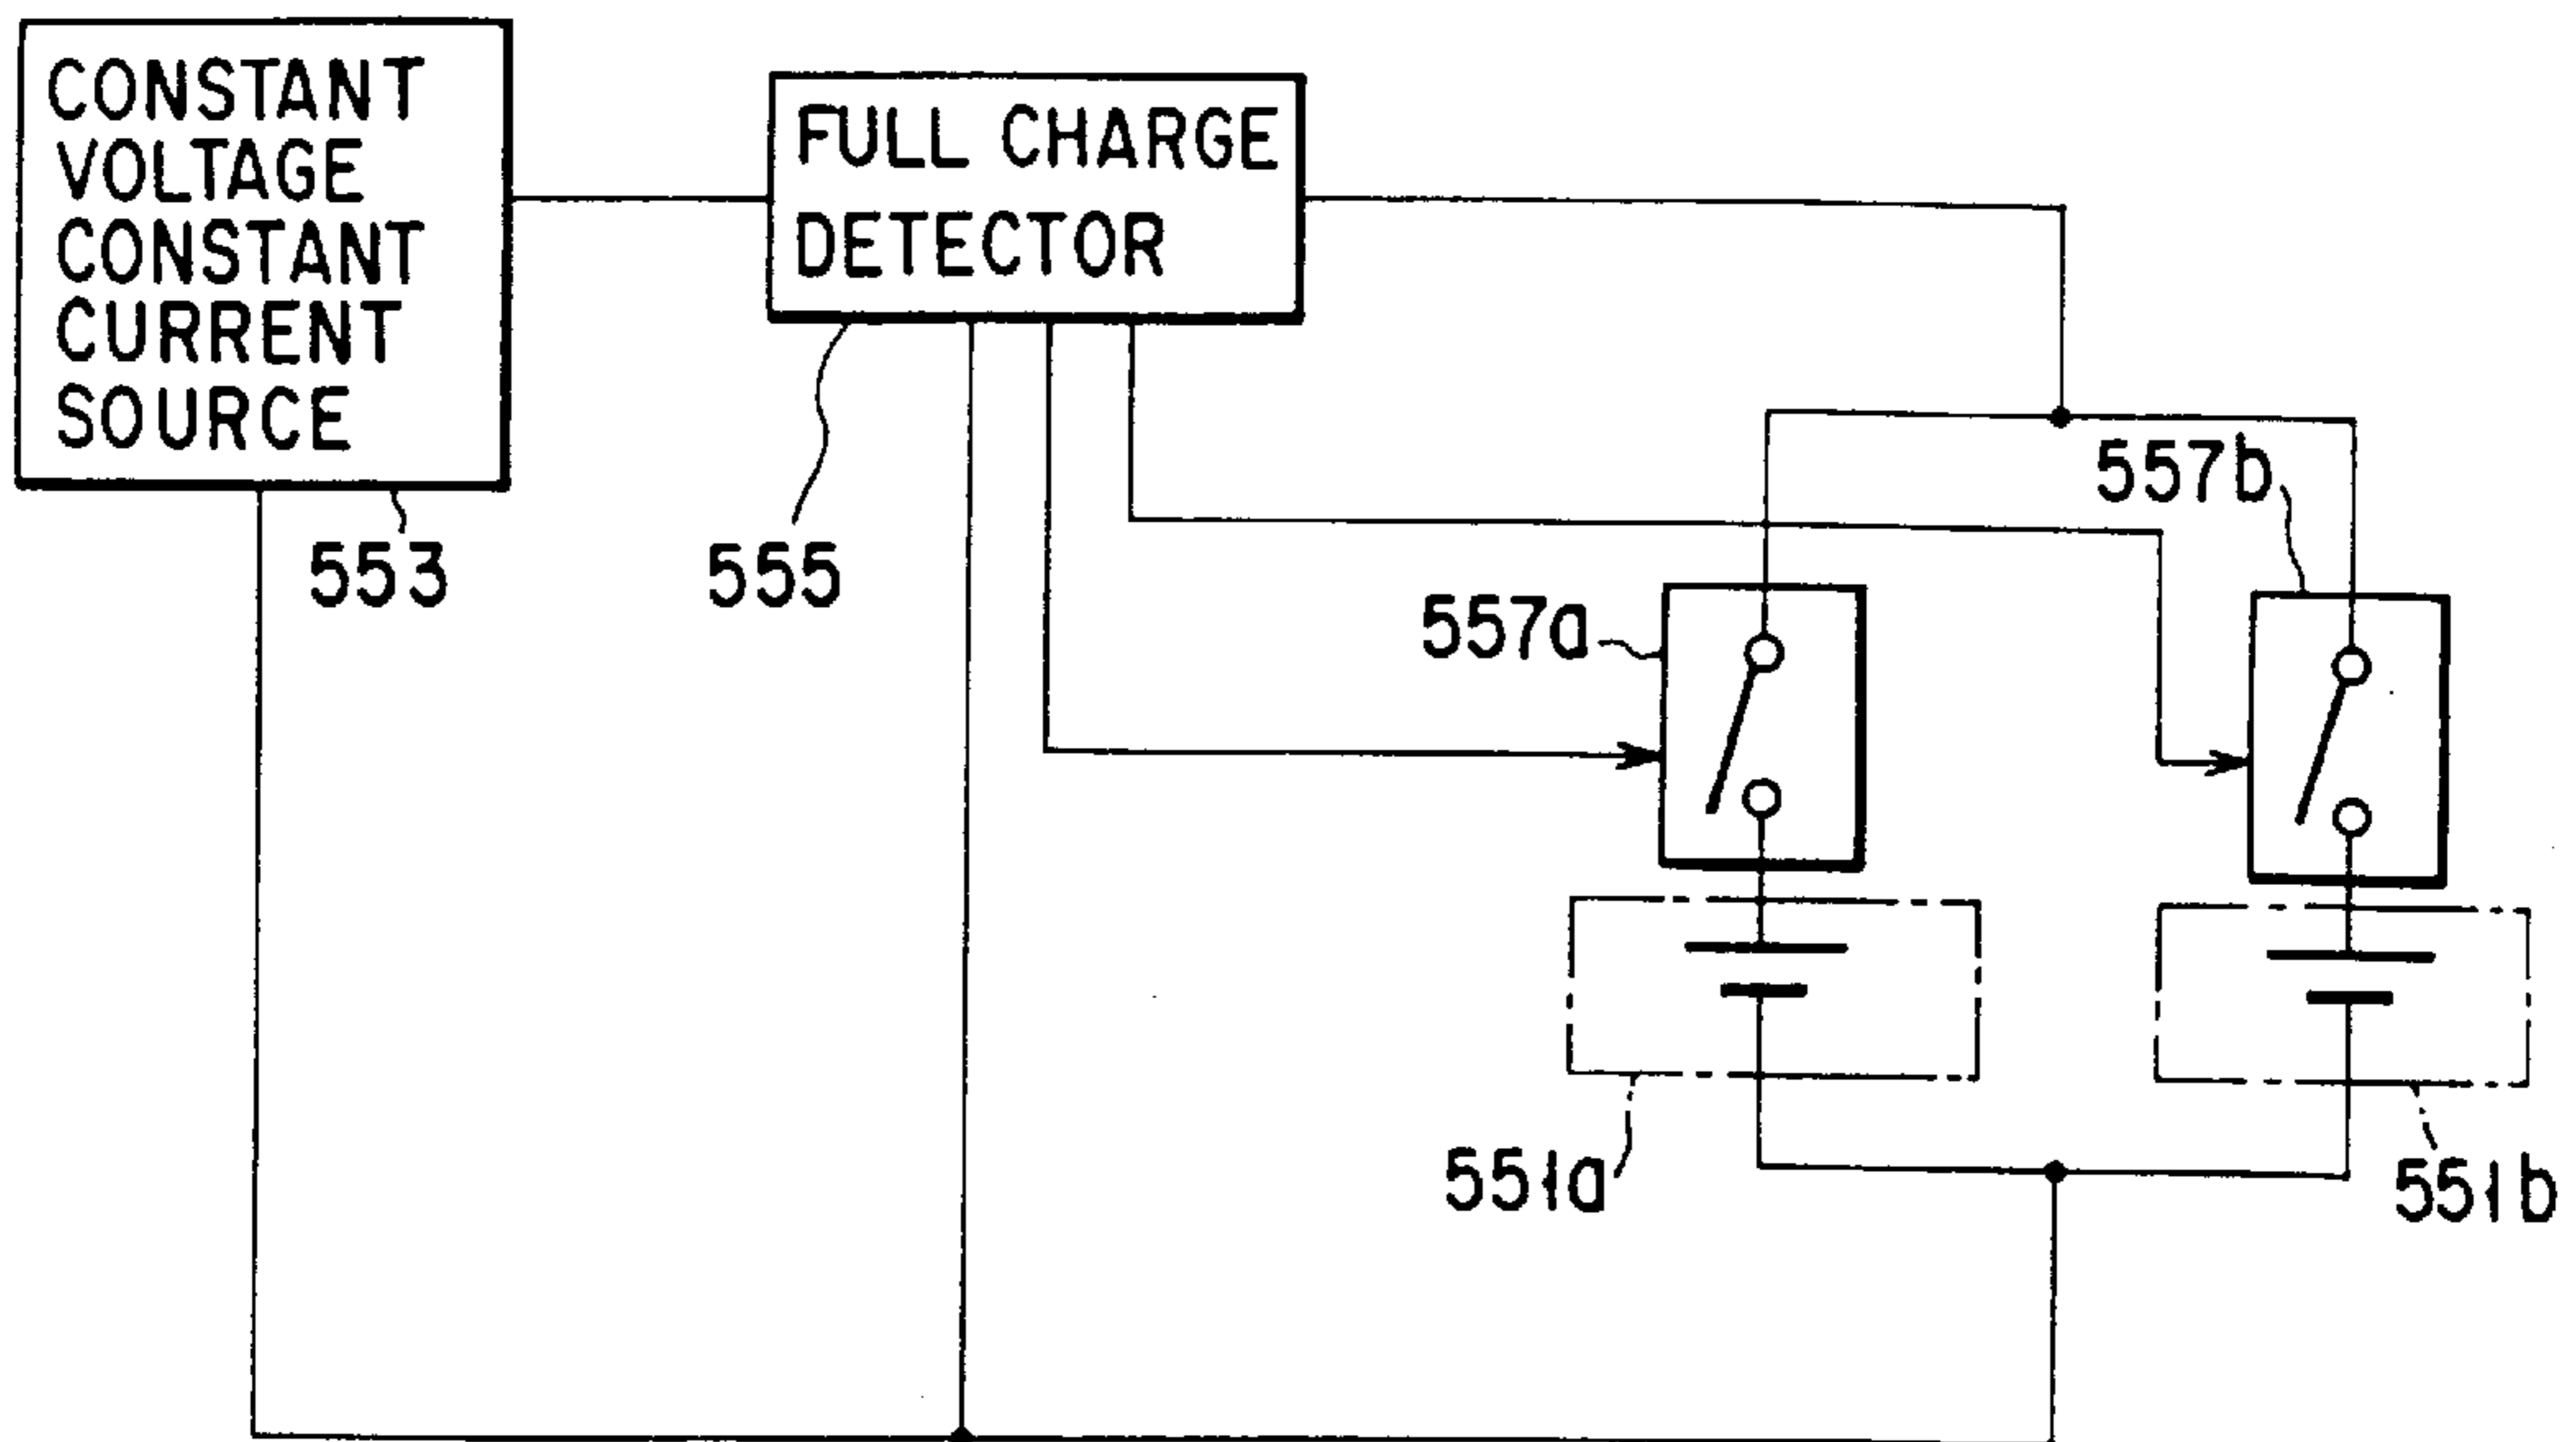 CONSTANT
VOLTAGE
CONSTANT
CURRENT
SOURCE
553
FULL CHARGE
DETECTOR
555
557b
557a
551a
551b